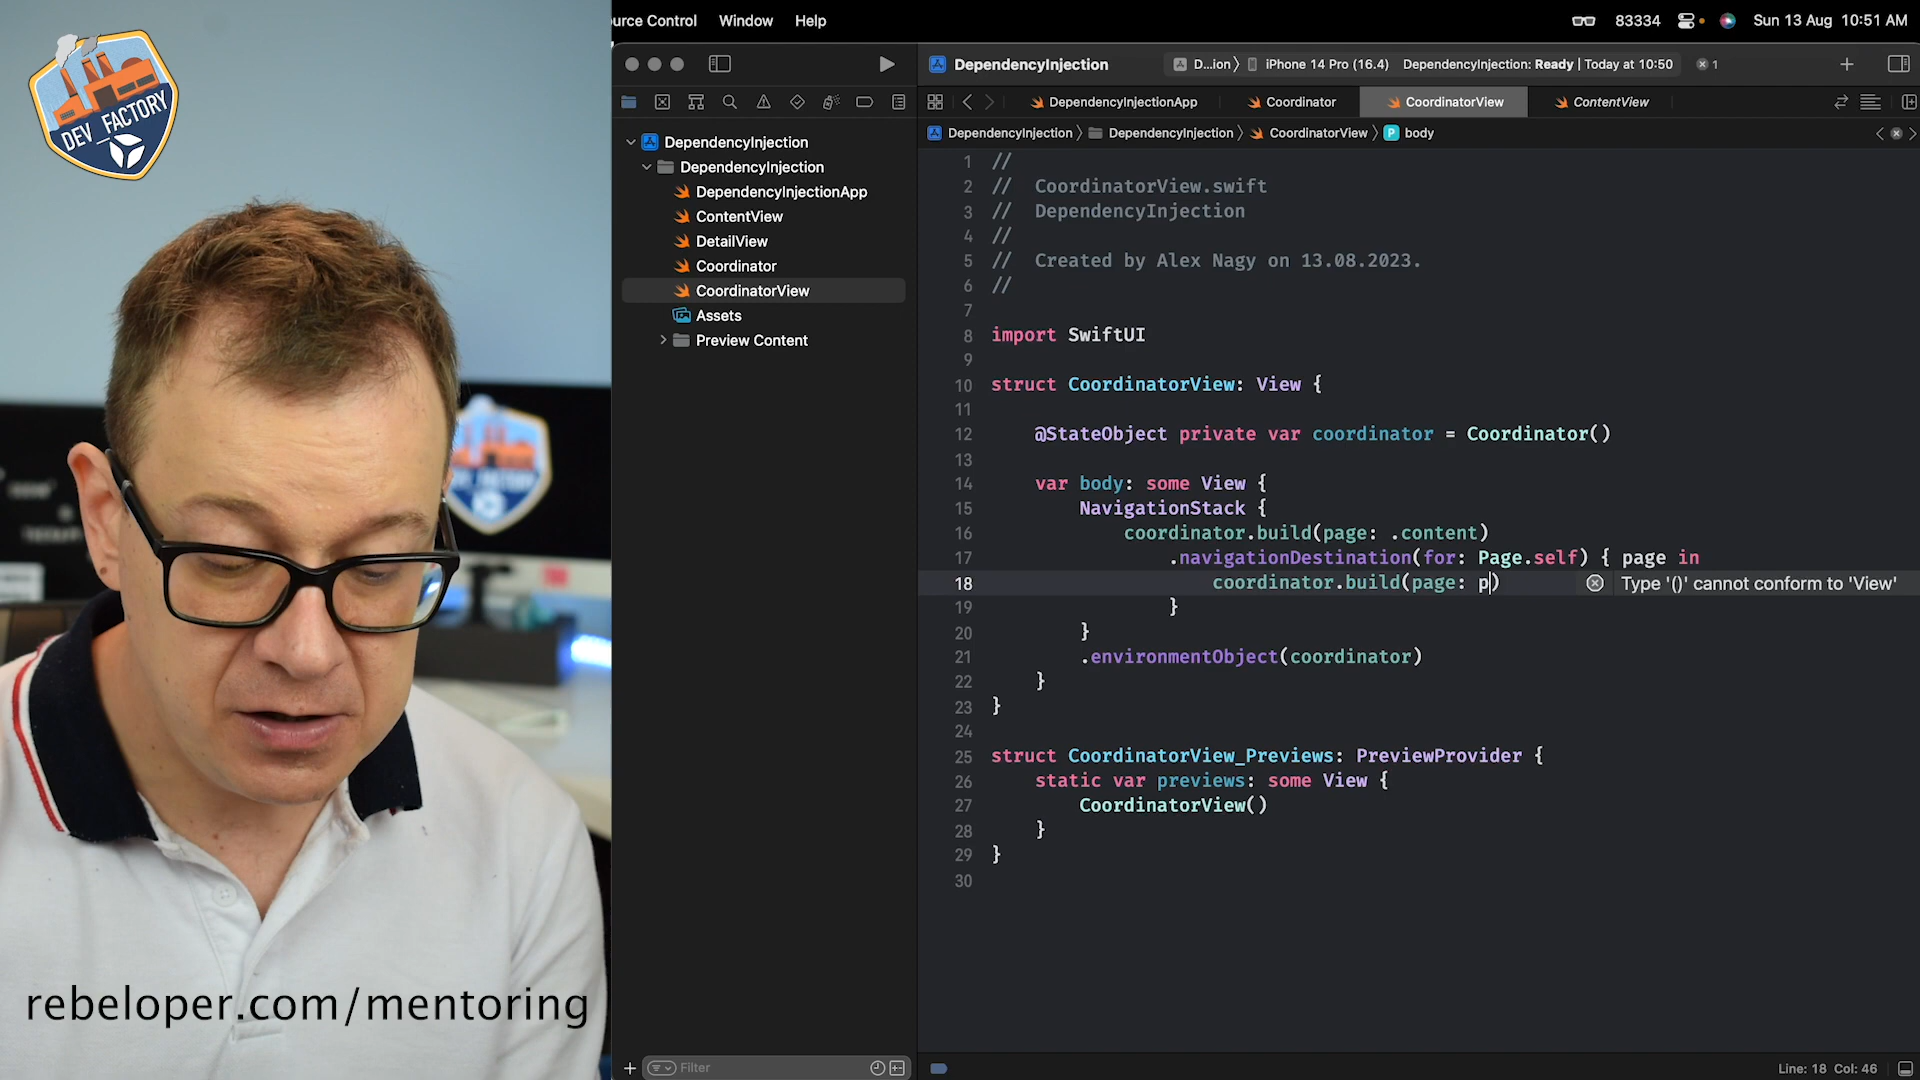 DEV FACTORY
rebeloper.com/mentoring
urce Control Window Help
83334 Sun 13 Aug 10:51 AM
DependencyInjection D...ion〉 iPhone 14 Pro (16.4) DependencyInjection: Ready | Today at 10:50 1
DependencyInjectionApp Coordinator CoordinatorView ContentView
DependencyInjection〉 DependencyInjection〉 CoordinatorView〉 P body
DependencyInjection
DependencyInjection
DependencyInjectionApp
ContentView
DetailView
Coordinator
CoordinatorView
Assets
Preview Content
Filter
1 //
2 // CoordinatorView.swift
3 // DependencyInjection
4 //
5 // Created by Alex Nagy on 13.08.2023.
6 //
7
8 import SwiftUI
9
10 struct CoordinatorView: View {
11
12 @StateObject private var coordinator = Coordinator()
13
14 var body: some View {
15 NavigationStack {
16 coordinator.build(page: .content)
17 .navigationDestination(for: Page.self) { page in
18 coordinator.build(page: p) Type '()' cannot conform to 'View'
19 }
20 }
21 .environmentObject(coordinator)
22 }
23 }
24
25 struct CoordinatorView_Previews: PreviewProvider {
26 static var previews: some View {
27 CoordinatorView()
28 }
29 }
30
Line: 18 Col: 46